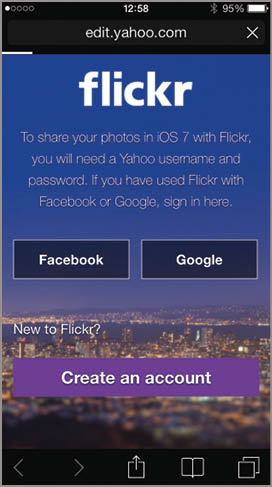 12:58 95%
edit.yahoo.com
flickr
To share your photos in iOS 7 with Flickr,
you will need a Yahoo username and
password. If you have used Flickr with
Facebook or Google, sign in here.
Facebook Google
New to Flickr?
Create an account